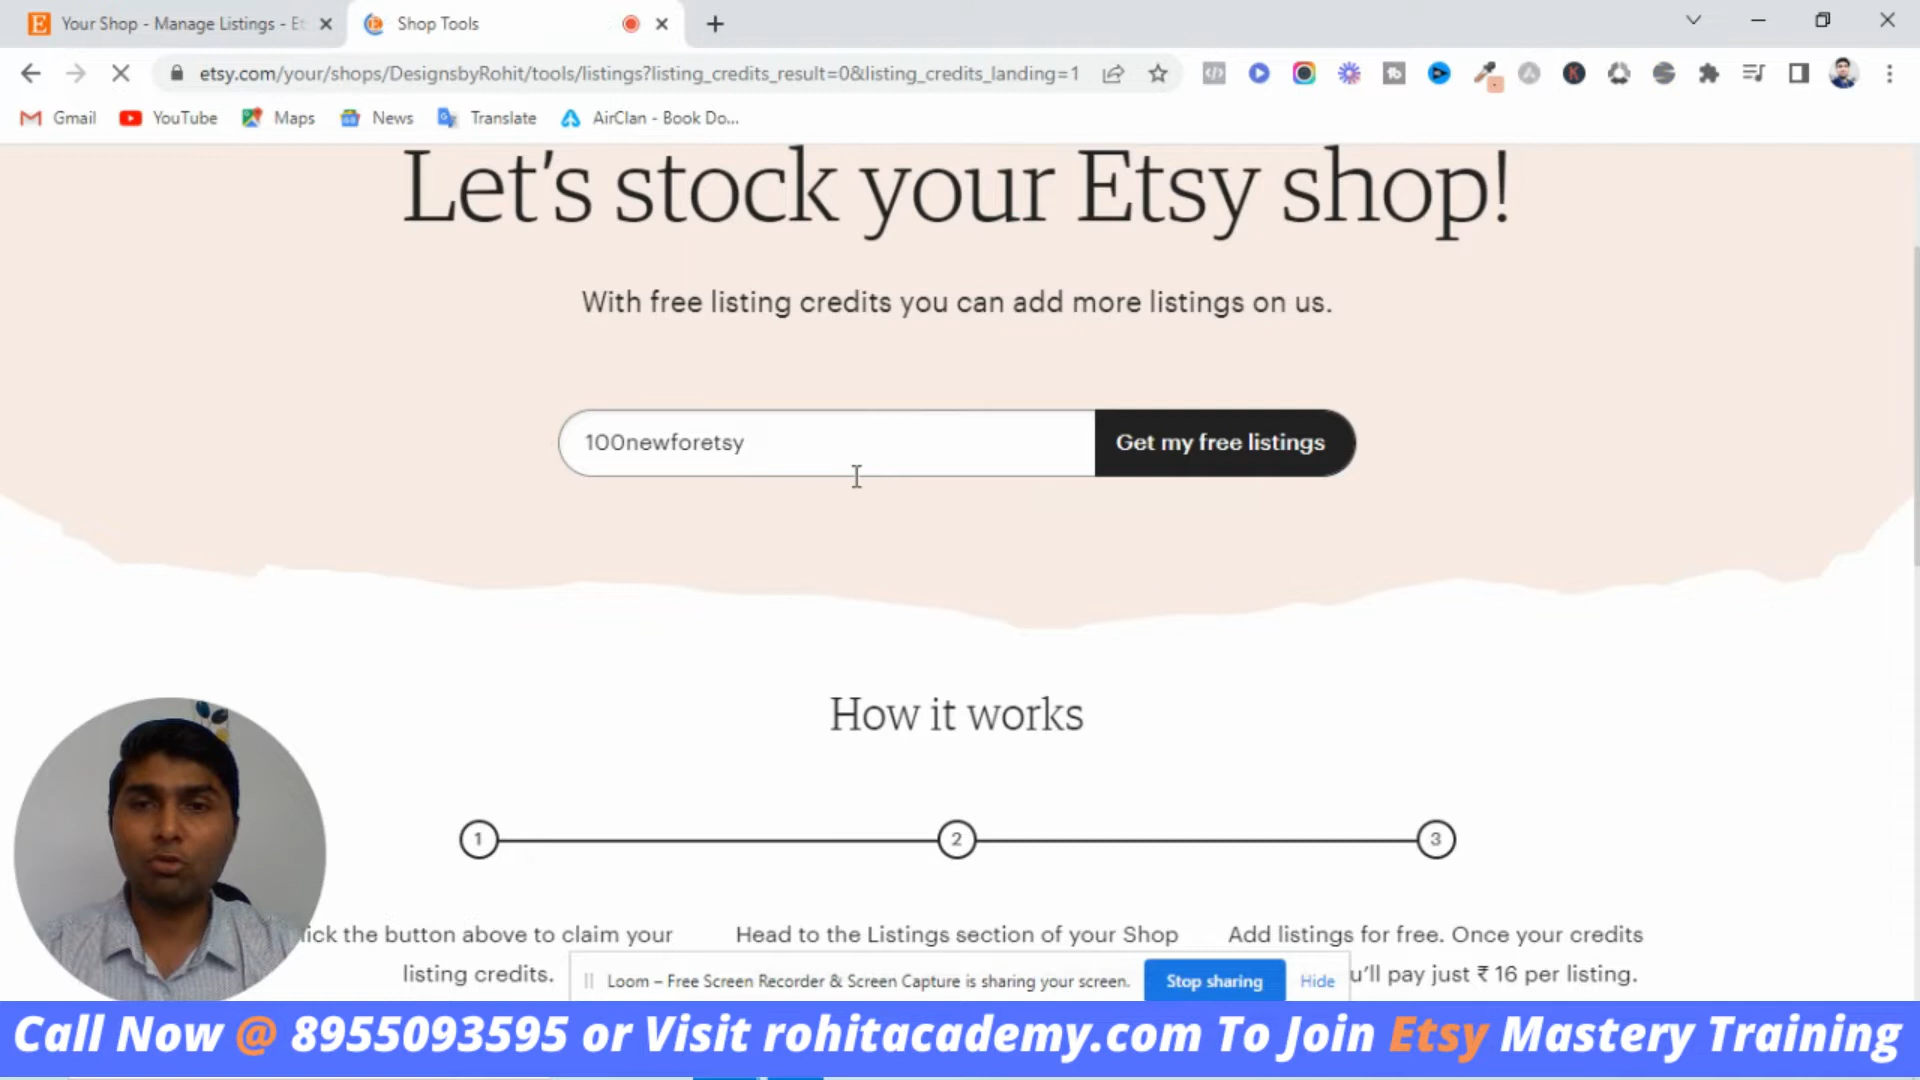 Your Shop - Manage Listings - Et
Shop Tools
etsy.com/your/shops/DesignsbyRohit/tools/listings?listing_credits_result=0&listing_credits_landing=1
Gmail
YouTube
Maps
News
Translate
AirClan - Book Do...
Let's stock your Etsy shop!
With free listing credits you can add more listings on us.
100newforetsy
Get my free listings
How it works
1
2
3
lick the button above to claim your
listing credits.
Head to the Listings section of your Shop
Add listings for free. Once your credits
u'll pay just ₹ 16 per listing.
Loom – Free Screen Recorder & Screen Capture is sharing your screen.
Stop sharing
Hide
Call Now @ 8955093595 or Visit rohitacademy.com To Join Etsy Mastery Training